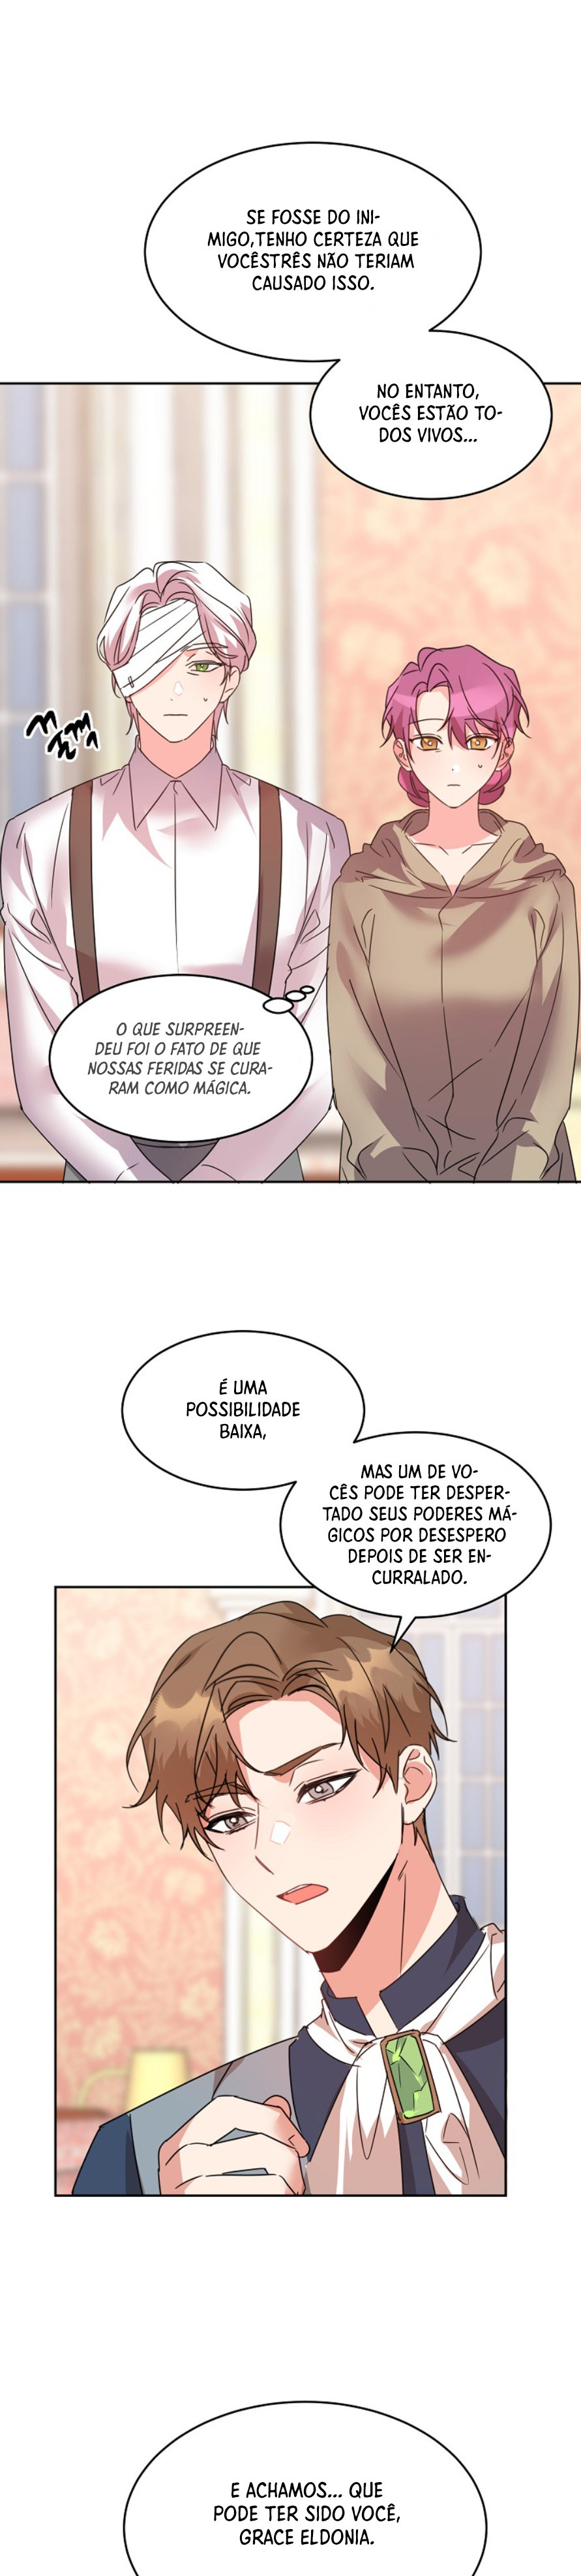 SE FOSSE DO INI-
MIGO,TENHO CERTEZA QUE
VOCÊSTRÊS NÃO TERIAM
CAUSADO ISSO.
NO ENTANTO,
VOCÊS ESTÃO TO-
DOS VIVOS...
O QUE SURPREEN-
DEU FOI O FATO DE QUE
NOSSAS FERIDAS SE CURA-
RAM COMO MÁGICA.
É UMA
POSSIBILIDADE
BAIXA,
MAS UM DE VO-
CÊS PODE TER DESPER-
TADO SEUS PODERES MÁ-
GICOS POR DESESPERO
DEPOIS DE SER EN-
CURRALADO.
E ACHAMOS... QUE
PODE TER SIDO VOCÊ,
GRACE ELDONIA.